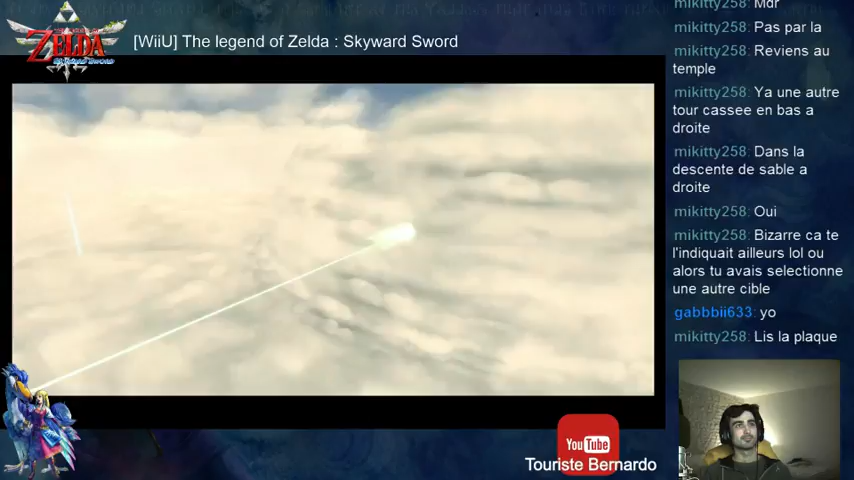 ZELDA
[WiiU] The legend of Zelda : Skyward Sword
mikitty258: Mdr
mikitty258: Pas par la
mikitty258: Reviens au
temple
mikitty258: Ya une autre
tour cassee en bas a
droite
mikitty258: Dans la
descente de sable a
droite
mikitty258: Oui
mikitty258: Bizarre ca te
l'indiquait ailleurs lol ou
alors tu avais selectionne
une autre cible
gabbbii633: yo
mikitty258: Lis la plaque
YouTube
Touriste Bernardo